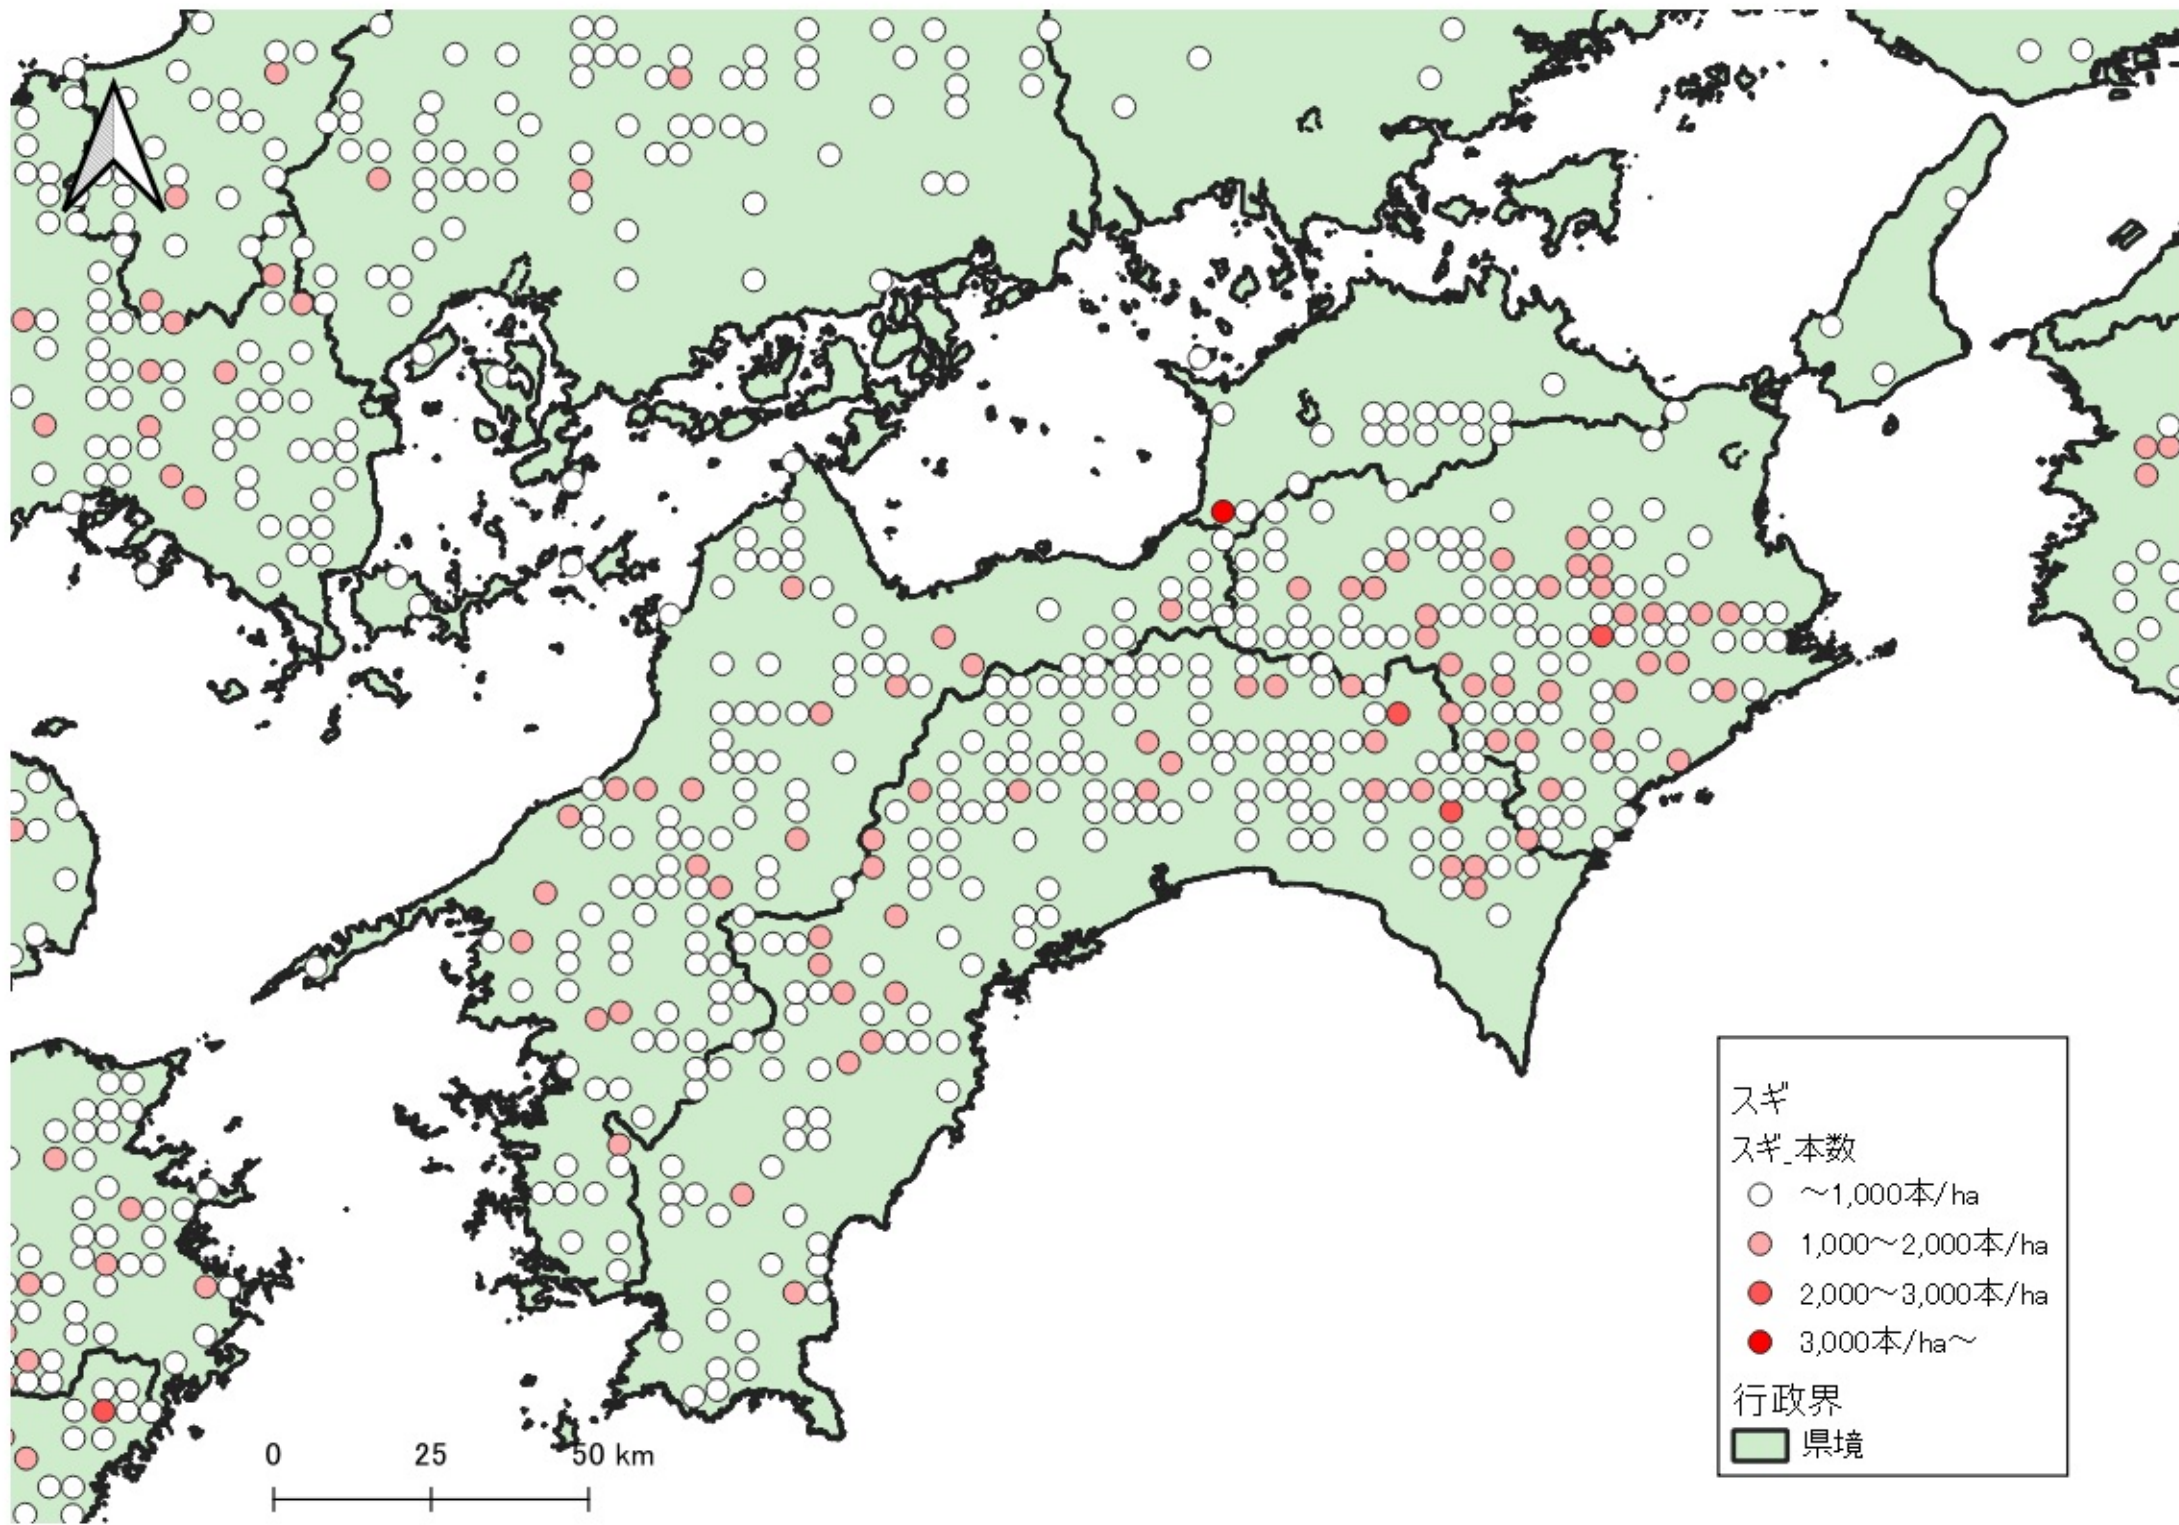 スギ
スギ_本数
～1,000本/ha
1,000～2,000本/ha
2,000～3,000本/ha
3,000本/ha～
行政界
県境
0 25 50 km